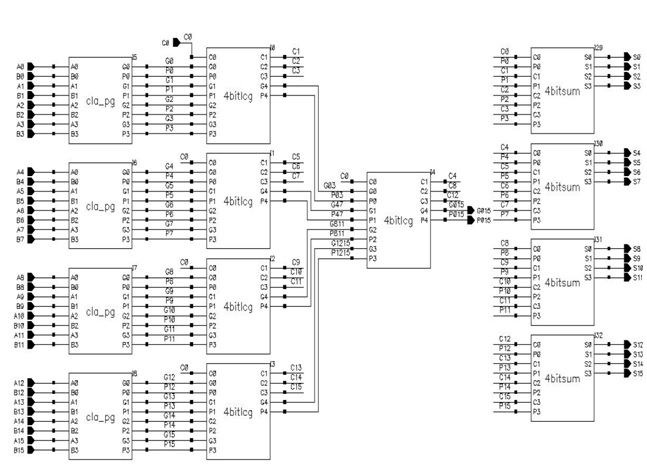 C0
C0
A0
B0
A1
B1
A2
B2
A3
B3
A0
B0
A1
B1
A2
B2
A3
B3
cla_pg
G0
P0
G1
P1
G2
P2
G3
P3
G0
P0
G1
P1
G2
P2
G3
P3
C0
G0
P0
G1
P1
G2
P2
G3
P3
4bitlcg
C1
C2
C3
G4
P4
C1
C2
C3
A4
B4
A5
B5
A6
B6
A7
B7
A0
B0
A1
B1
A2
B2
A3
B3
cla_pg
G0
P0
G1
P1
G2
P2
G3
P3
G4
P4
G5
P5
G6
P6
G7
P7
C0
C0
G0
P0
G1
P1
G2
P2
G3
P3
4bitlcg
C1
C2
C3
G4
P4
C5
C6
C7
A8
B8
A9
B9
A10
B10
A11
B11
A0
B0
A1
B1
A2
B2
A3
B3
cla_pg
G0
P0
G1
P1
G2
P2
G3
P3
G8
P8
G9
P9
G10
P10
G11
P11
C0
C0
G0
P0
G1
P1
G2
P2
G3
P3
4bitlcg
C1
C2
C3
G4
P4
C9
C10
C11
A12
B12
A13
B13
A14
B14
A15
B15
A0
B0
A1
B1
A2
B2
A3
B3
cla_pg
G0
P0
G1
P1
G2
P2
G3
P3
G12
P12
G13
P13
G14
P14
G15
P15
C0
C0
G0
P0
G1
P1
G2
P2
G3
P3
4bitlcg
C1
C2
C3
G4
P4
C13
C14
C15
C0
G03
P03
G47
P47
G811
P811
G1215
P1215
C0
G0
P0
G1
P1
G2
P2
G3
P3
4bitlcg
C1
C2
C3
G4
P4
C4
C8
C12
G015
P015
G015
P015
C0
P0
C1
P1
C2
P2
C3
P3
C0
P0
C1
P1
C2
P2
C3
P3
4bitsum
J29
S0
S1
S2
S3
S0
S1
S2
S3
C4
P4
C5
P5
C6
P6
C7
P7
C0
P0
C1
P1
C2
P2
C3
P3
4bitsum
J30
S0
S1
S2
S3
S4
S5
S6
S7
C8
P8
C9
P9
C10
P10
C11
P11
C0
P0
C1
P1
C2
P2
C3
P3
4bitsum
J31
S0
S1
S2
S3
S8
S9
S10
S11
C12
P12
C13
P13
C14
P14
C15
P15
C0
P0
C1
P1
C2
P2
C3
P3
4bitsum
J32
S0
S1
S2
S3
S12
S13
S14
S15